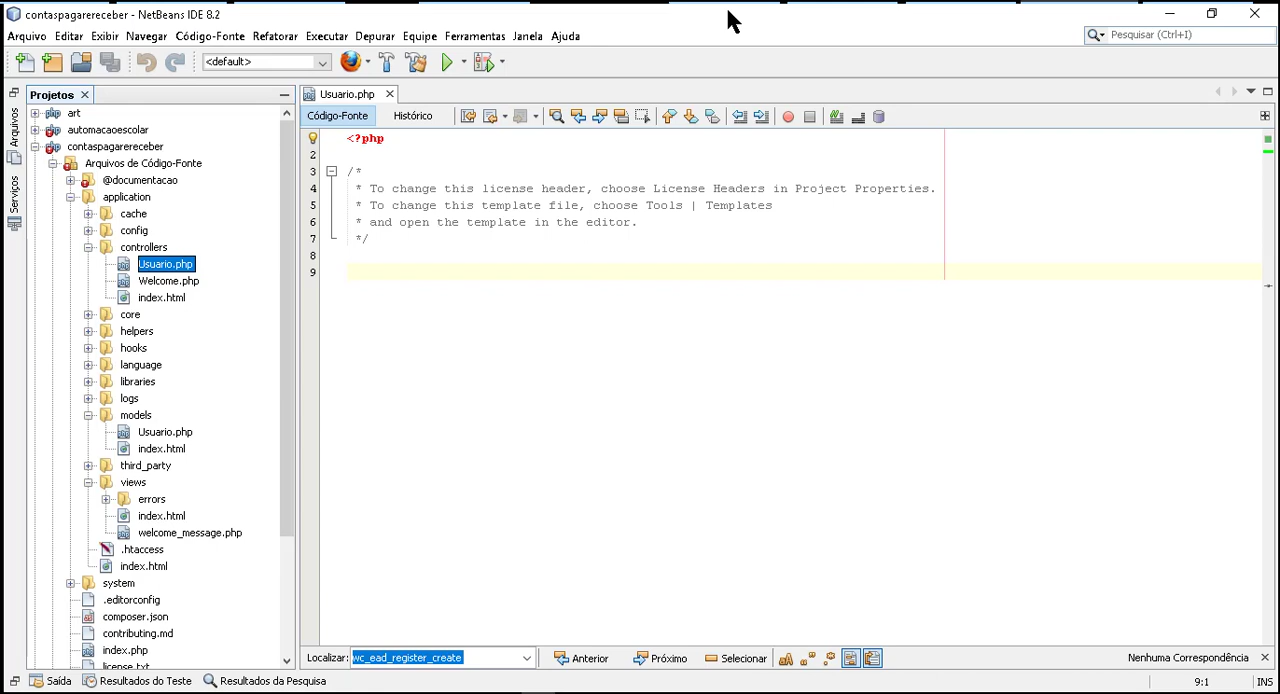 contaspagarereceber - NetBeans IDE 8.2
Arquivo Editar Exibir Navegar Código-Fonte Refatorar Executar Depurar Equipe Ferramentas Janela Ajuda
Pesquisar (Ctrl+I)
<default>
Projetos
Usuario.php
Código-Fonte Histórico
Arquivos
Serviços
art
automacaoescolar
contaspagarereceber
Arquivos de Código-Fonte
@documentacao
application
cache
config
controllers
Usuario.php
Welcome.php
index.html
core
helpers
hooks
language
libraries
logs
models
Usuario.php
index.html
third_party
views
errors
index.html
welcome_message.php
.htaccess
index.html
system
.editorconfig
composer.json
contributing.md
index.php
license.txt
1 <?php
2
3 /*
4 * To change this license header, choose License Headers in Project Properties.
5 * To change this template file, choose Tools | Templates
6 * and open the template in the editor.
7 */
8
9
Localizar: wc_ead_register_create Anterior Próximo Selecionar Nenhuma Correspondência
Saída Resultados do Teste Resultados da Pesquisa 9:1 INS